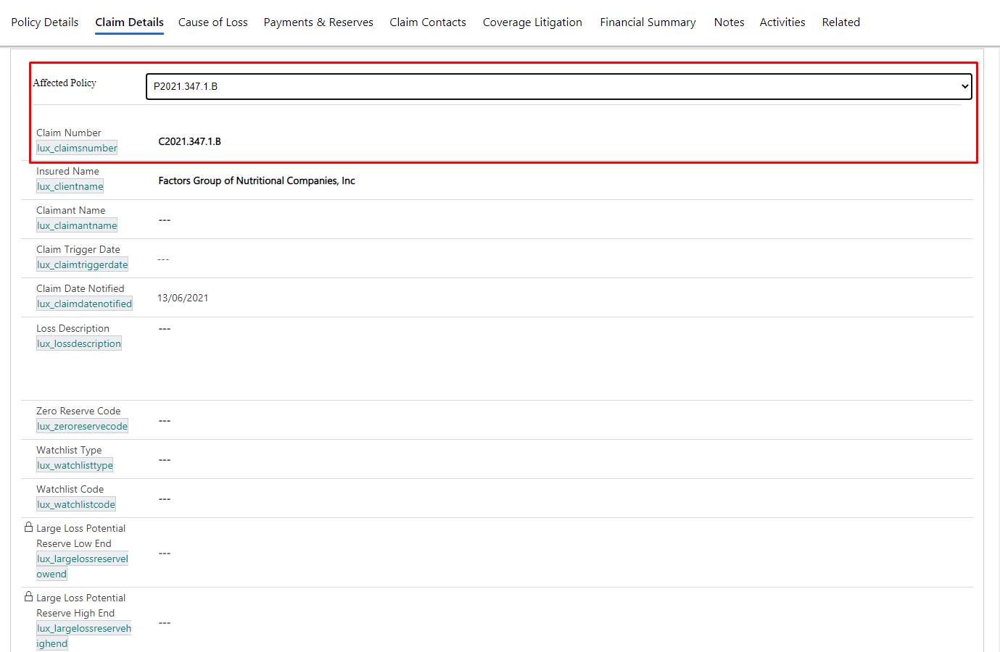 Policy Details Claim Details Cause of Loss Payments & Reserves Claim Contacts Coverage Litigation Financial Summary Notes Activities Related
Affected Policy P2021.347.1.B
Claim Number
lux_claimsnumber
C2021.347.1.B
Insured Name
lux_clientname
Factors Group of Nutritional Companies, Inc
Claimant Name
lux_claimantname
---
Claim Trigger Date
lux_claimtriggerdate
---
Claim Date Notified
lux_claimdatenotified
13/06/2021
Loss Description ---
lux_lossdescription
Zero Reserve Code
lux_zeroreservecode
---
Watchlist Type
lux_watchlisttype
---
Watchlist Code
lux_watchlistcode
---
Large Loss Potential
Reserve Low End
lux_largelossreservel
owend
---
Large Loss Potential
Reserve High End
lux_largelossreserveh
ighend
---